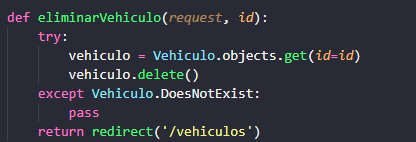 def eliminarVehiculo(request, id):
    try:
        vehiculo = Vehiculo.objects.get(id=id)
        vehiculo.delete()
    except Vehiculo.DoesNotExist:
        pass
    return redirect('/vehiculos')